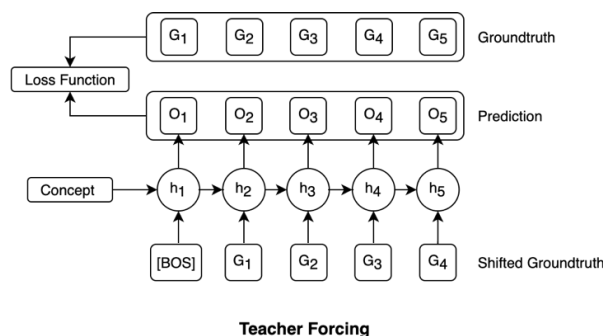 G1 G2 G3 G4 G5 Groundtruth
Loss Function
O1 O2 O3 O4 O5 Prediction
Concept h1 h2 h3 h4 h5
[BOS] G1 G2 G3 G4 Shifted Groundtruth
Teacher Forcing